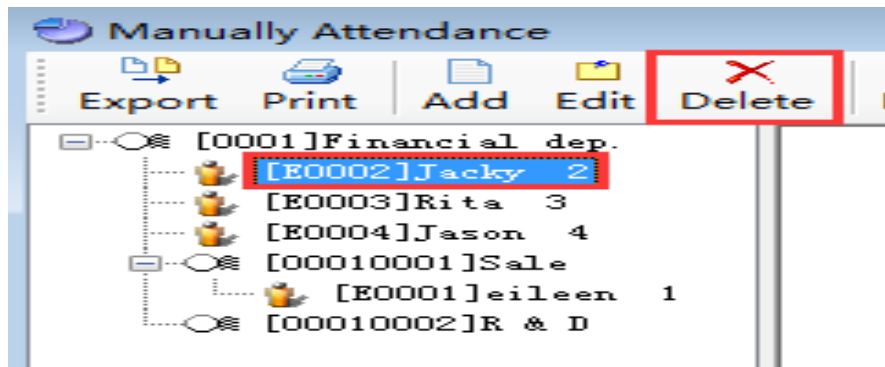 Manually Attendance
Export Print Add Edit Delete
[0001]Financial dep.
[E0002]Jacky 2
[E0003]Rita 3
[E0004]Jason 4
[00010001]Sale
[E0001]eileen 1
[00010002]R & D